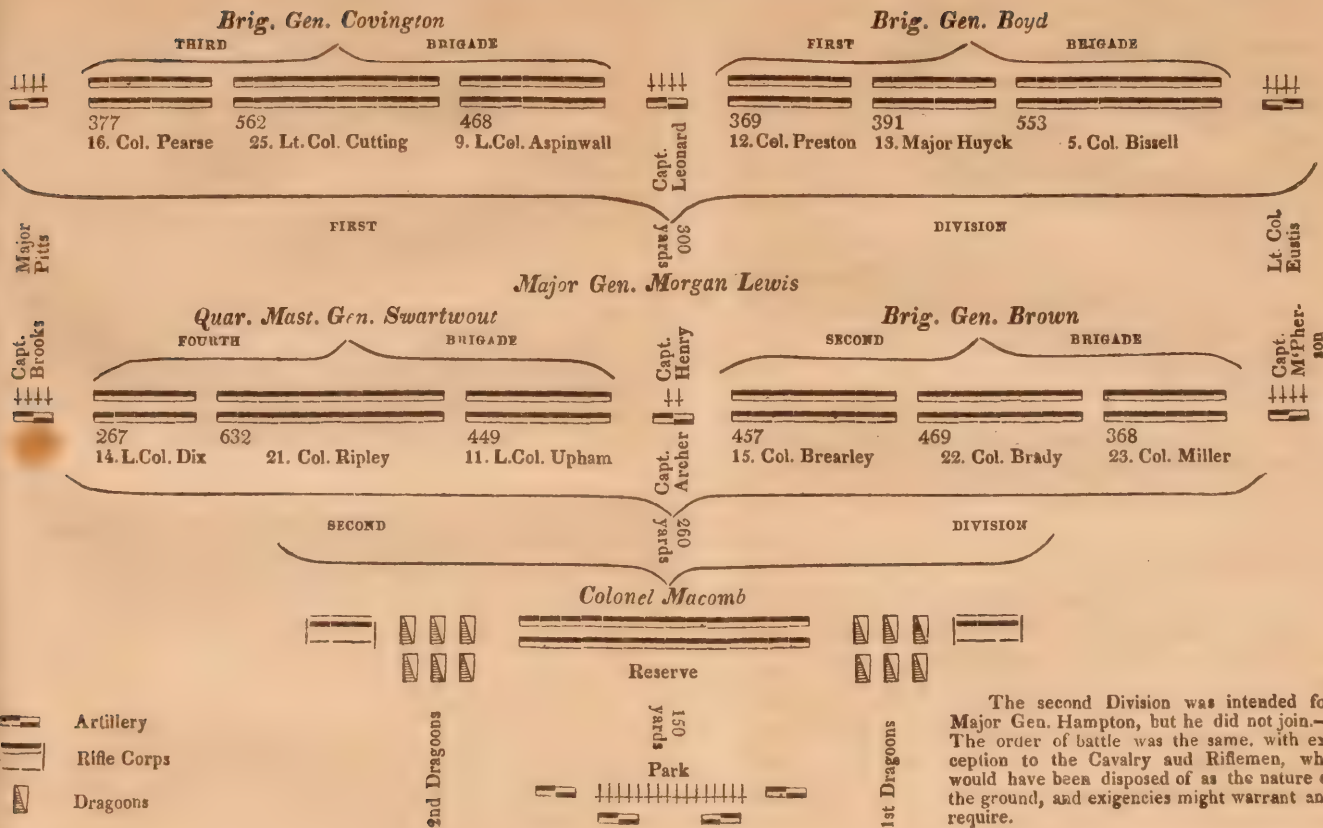 Brig. Gen. Covington
Brig. Gen. Boyd
THIRD BRIGADE
FIRST BRIGADE
377 562 468
16. Col. Pearse 25. Lt. Col. Cutting 9. L.Col. Aspinwall
Capt.
Leonard
369 391 553
12. Col. Preston 13. Major Huyck 5. Col. Bissell
FIRST DIVISION
Major
Pitts
300
yards
Lt. Col.
Eustis
Major Gen. Morgan Lewis
Quar. Mast. Gen. Swartwout
Brig. Gen. Brown
FOURTH BRIGADE
SECOND BRIGADE
Capt.
Brooks
Capt.
Henry
Capt.
M'Pher-
son
267 632 449
14. L.Col. Dix 21. Col. Ripley 11. L.Col. Upham
Capt.
Archer
457 469 368
15. Col. Brearley 22. Col. Brady 23. Col. Miller
SECOND DIVISION
260
yards
Colonel Macomb
Reserve
150
yards
Park
2nd Dragoons
1st Dragoons
Artillery
Rifle Corps
Dragoons
The second Division was intended fo
Major Gen. Hampton, but he did not join.—
The order of battle was the same, with ex
ception to the Cavalry aud Riflemen, wh
would have been disposed of as the nature o
the ground, and exigencies might warrant an
require.